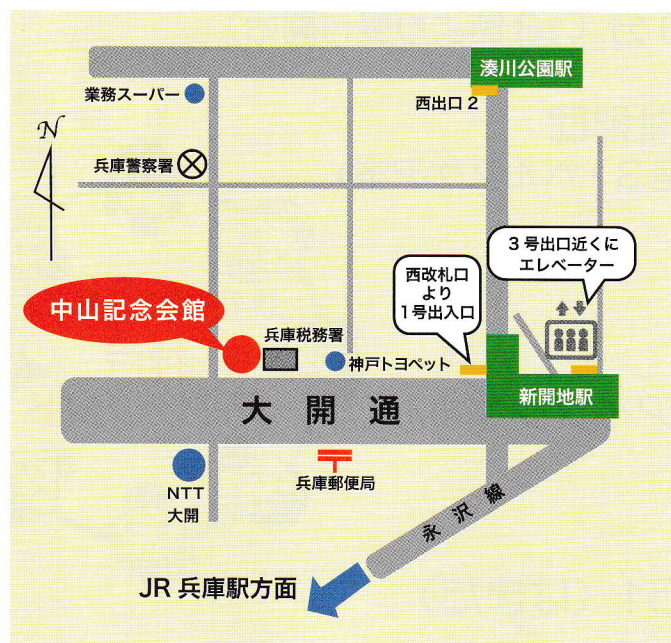 湊川公園駅
業務スーパー
西出口2
N
兵庫警察署
3号出口近くに
エレベーター
西改札口
より
1号出入口
中山記念会館
兵庫税務署
神戸トヨペット
新開地駅
大開通
NTT
大開
兵庫郵便局
永沢線
JR兵庫駅方面